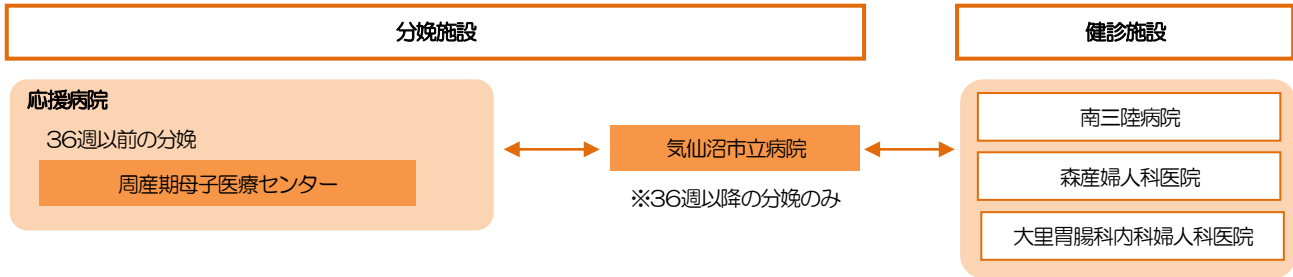 分娩施設
健診施設
応援病院
36週以前の分娩
周産期母子医療センター
気仙沼市立病院
※36週以降の分娩のみ
南三陸病院
森産婦人科医院
大里胃腸科内科婦人科医院